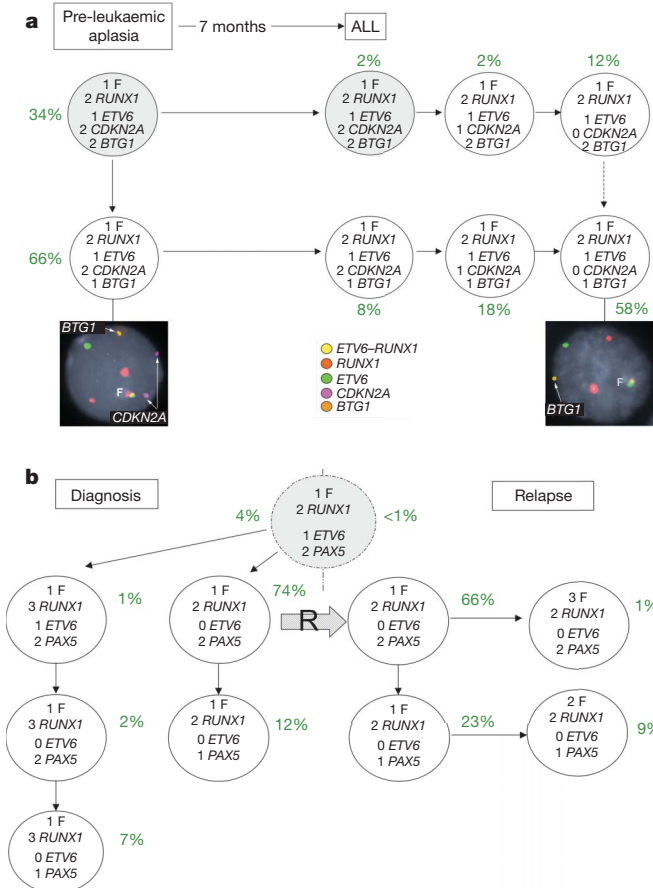 a
Pre-leukaemic
aplasia
7 months
ALL
34%
1 F
2 RUNX1
1 ETV6
2 CDKN2A
2 BTG1
2%
1 F
2 RUNX1
1 ETV6
2 CDKN2A
2 BTG1
2%
1 F
2 RUNX1
1 ETV6
1 CDKN2A
2 BTG1
12%
1 F
2 RUNX1
1 ETV6
0 CDKN2A
2 BTG1
66%
1 F
2 RUNX1
1 ETV6
2 CDKN2A
1 BTG1
1 F
2 RUNX1
1 ETV6
2 CDKN2A
1 BTG1
8%
1 F
2 RUNX1
1 ETV6
1 CDKN2A
1 BTG1
18%
1 F
2 RUNX1
1 ETV6
0 CDKN2A
1 BTG1
58%
BTG1
F
CDKN2A
ETV6–RUNX1
RUNX1
ETV6
CDKN2A
BTG1
F
BTG1
b
Diagnosis
Relapse
4%
1 F
2 RUNX1
1 ETV6
2 PAX5
<1%
1 F
3 RUNX1
1 ETV6
2 PAX5
1%
1 F
2 RUNX1
0 ETV6
2 PAX5
74%
R
1 F
2 RUNX1
0 ETV6
2 PAX5
66%
3 F
2 RUNX1
0 ETV6
2 PAX5
1%
1 F
3 RUNX1
0 ETV6
2 PAX5
2%
1 F
2 RUNX1
0 ETV6
1 PAX5
12%
1 F
2 RUNX1
0 ETV6
1 PAX5
23%
2 F
2 RUNX1
0 ETV6
1 PAX5
9%
1 F
3 RUNX1
0 ETV6
1 PAX5
7%